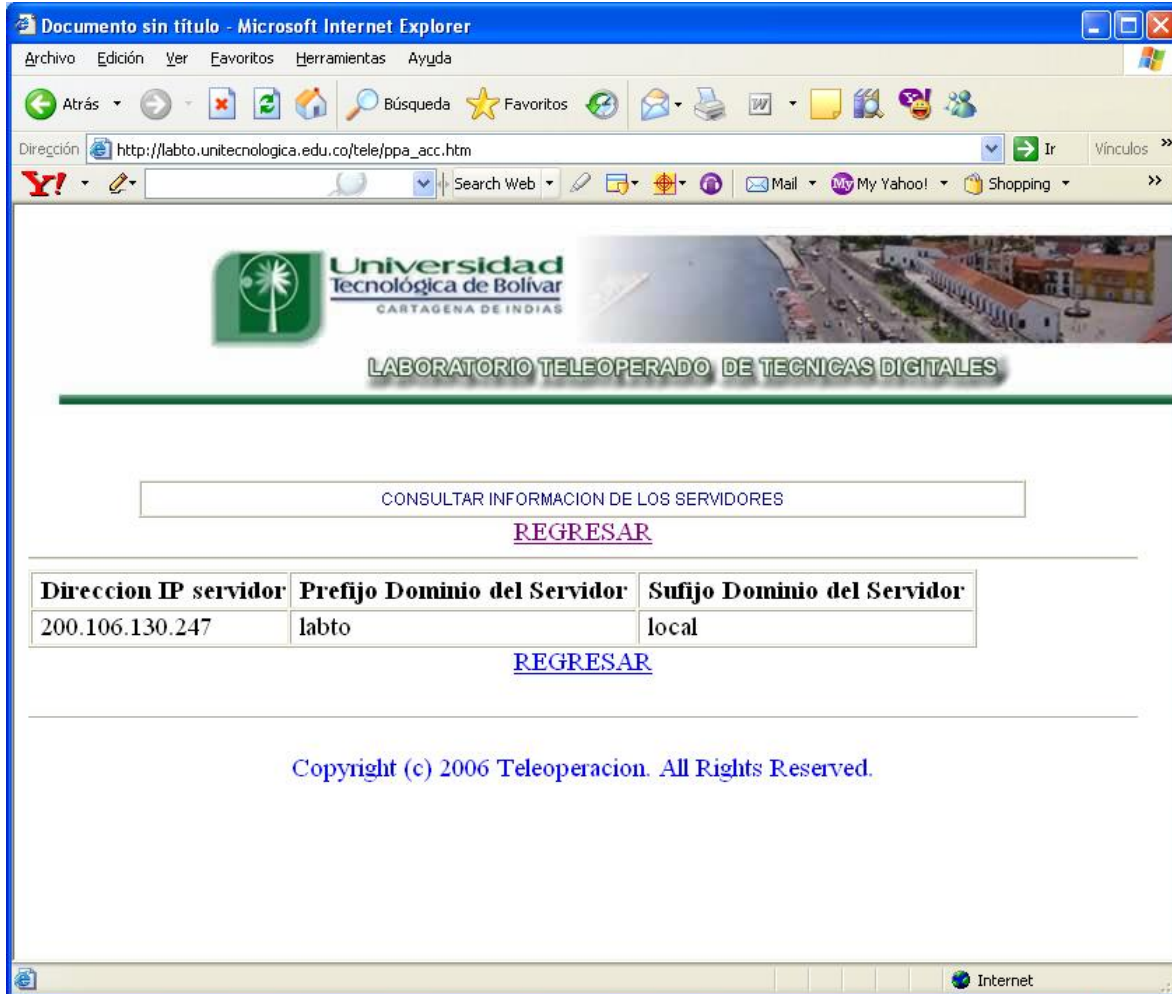 Documento sin título - Microsoft Internet Explorer
Archivo Edición Ver Favoritos Herramientas Ayuda
Atrás Búsqueda Favoritos
Dirección http://labto.unitecnologica.edu.co/tele/ppa_acc.htm Ir Vínculos »
Y! Search Web Mail My My Yahoo! Shopping »
Universidad
Tecnológica de Bolívar
CARTAGENA DE INDIAS
LABORATORIO TELEOPERADO DE TECNICAS DIGITALES
CONSULTAR INFORMACION DE LOS SERVIDORES
REGRESAR
Direccion IP servidor Prefijo Dominio del Servidor Sufijo Dominio del Servidor
200.106.130.247 labto local
REGRESAR
Copyright (c) 2006 Teleoperacion. All Rights Reserved.
Internet